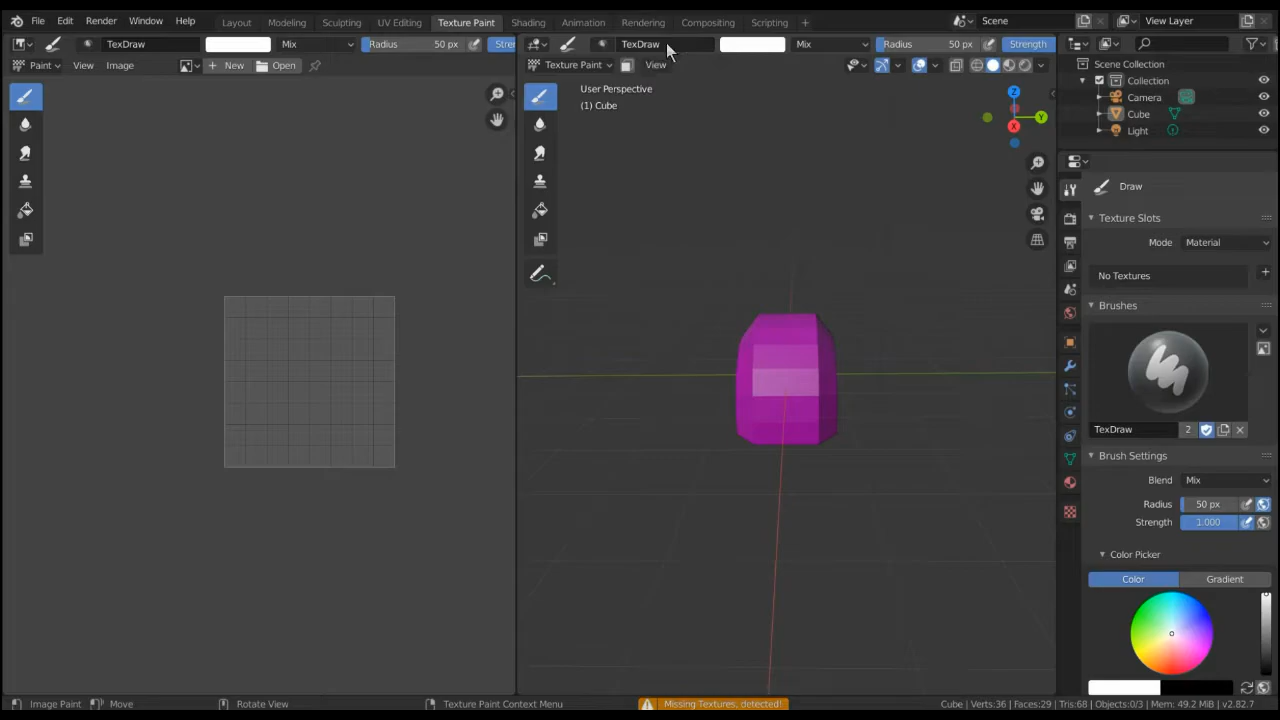 File Edit Render Window Help Layout Modeling Sculpting UV Editing Texture Paint Shading Animation Rendering Compositing Scripting + Scene View Layer
TexDraw Mix Radius 50 px Stren TexDraw Mix Radius 50 px Strength
Paint View Image + New Open Texture Paint View
User Perspective
(1) Cube
Z
Y
X
Scene Collection
Collection
Camera
Cube
Light
Draw
Texture Slots
Mode Material
No Textures +
Brushes
TexDraw 2
Brush Settings
Blend Mix
Radius 50 px
Strength 1.000
Color Picker
Color Gradient
Image Paint Move Rotate View Texture Paint Context Menu Missing Textures, detected! Cube | Verts:36 | Faces:29 | Tris:68 | Objects:0/3 | Mem: 49.2 MiB | v2.82.7